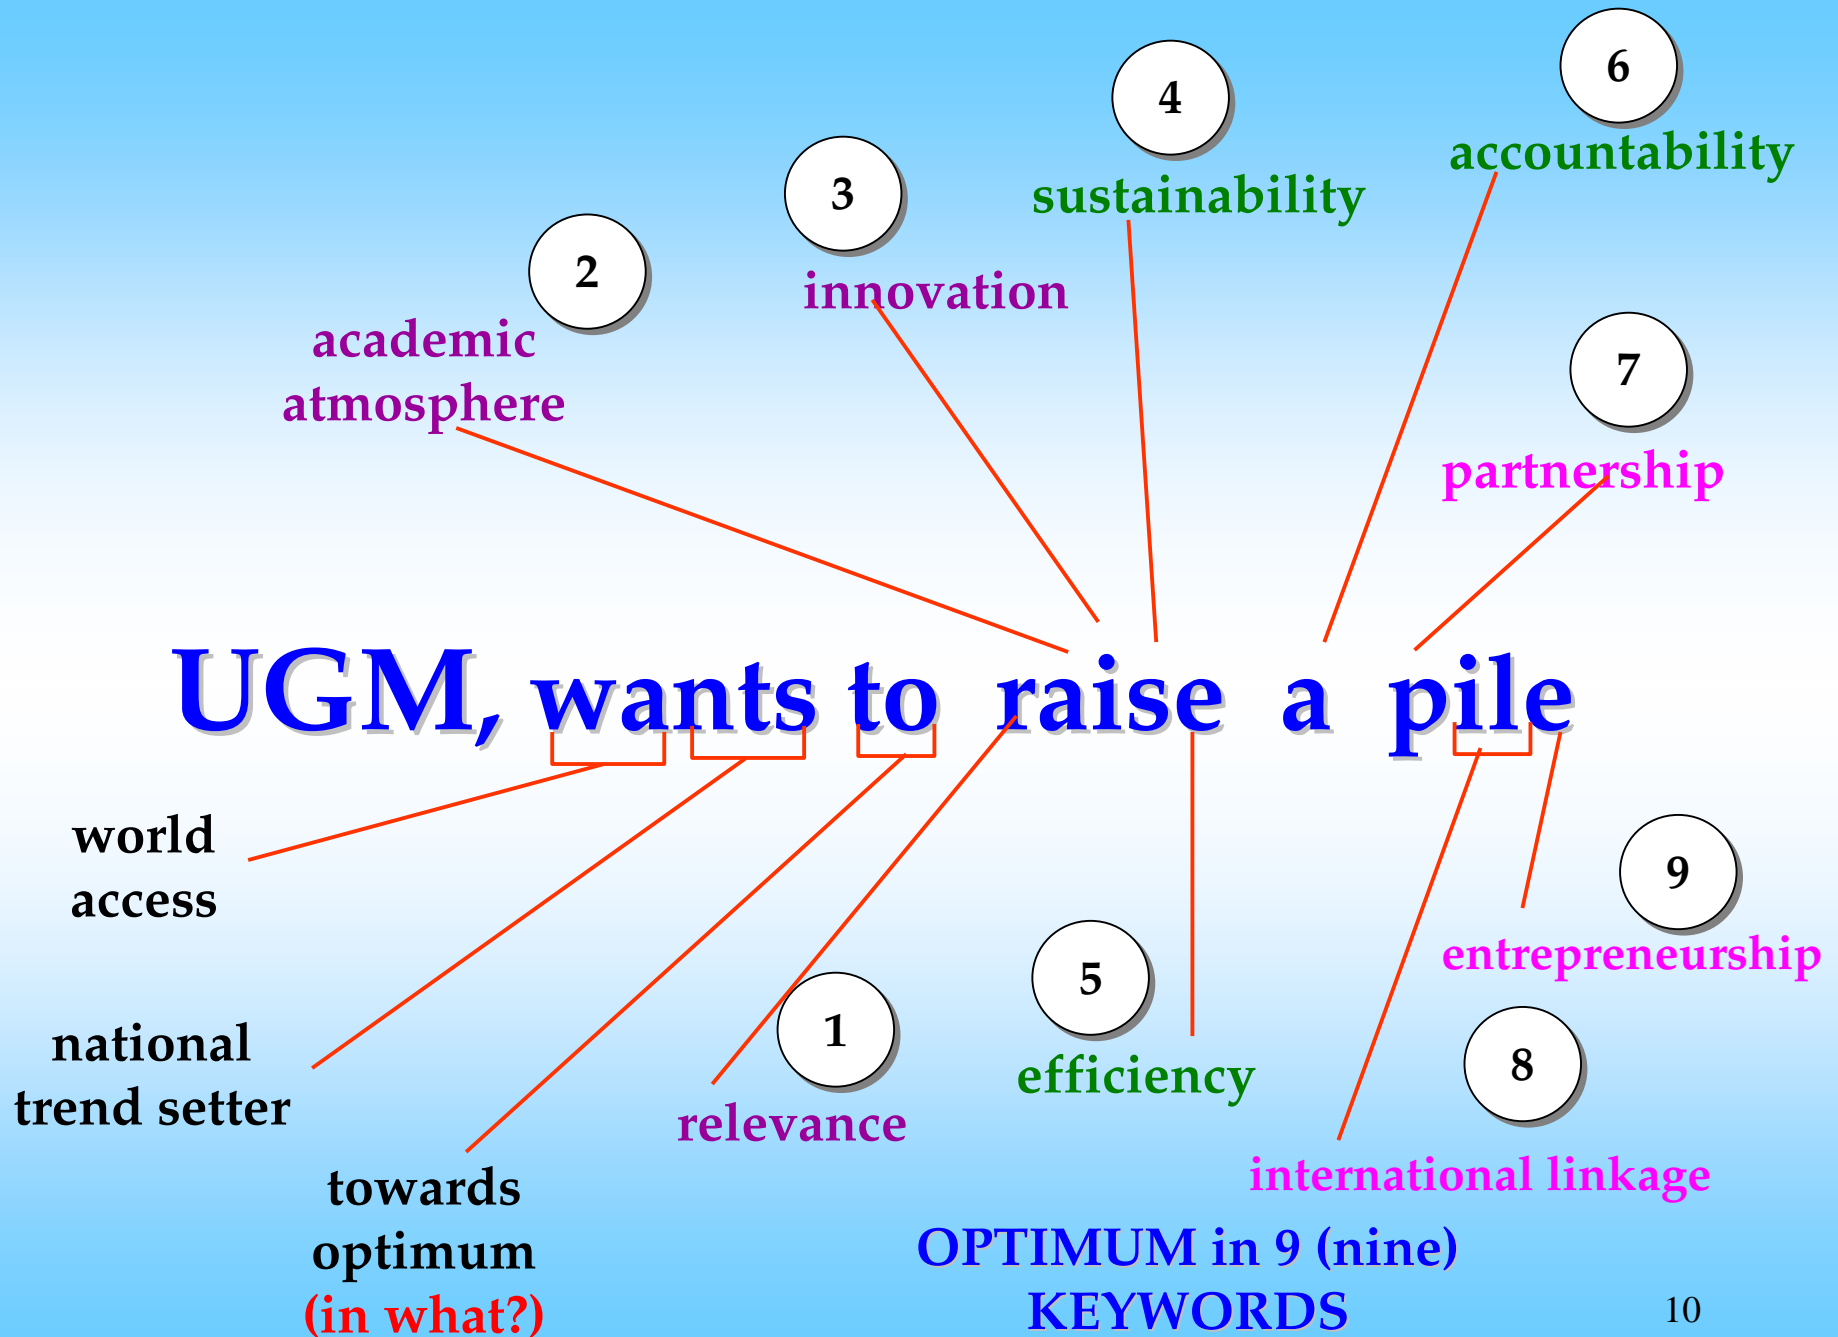 6
4
accountability
3
sustainability
2
innovation
academic
atmosphere
7
partnership
UGM, wants to raise a pile
world
access
9
entrepreneurship
5
1
national
trend setter
8
efficiency
relevance
international linkage
towards
optimum
(in what?)
OPTIMUM in 9 (nine)
KEYWORDS
10